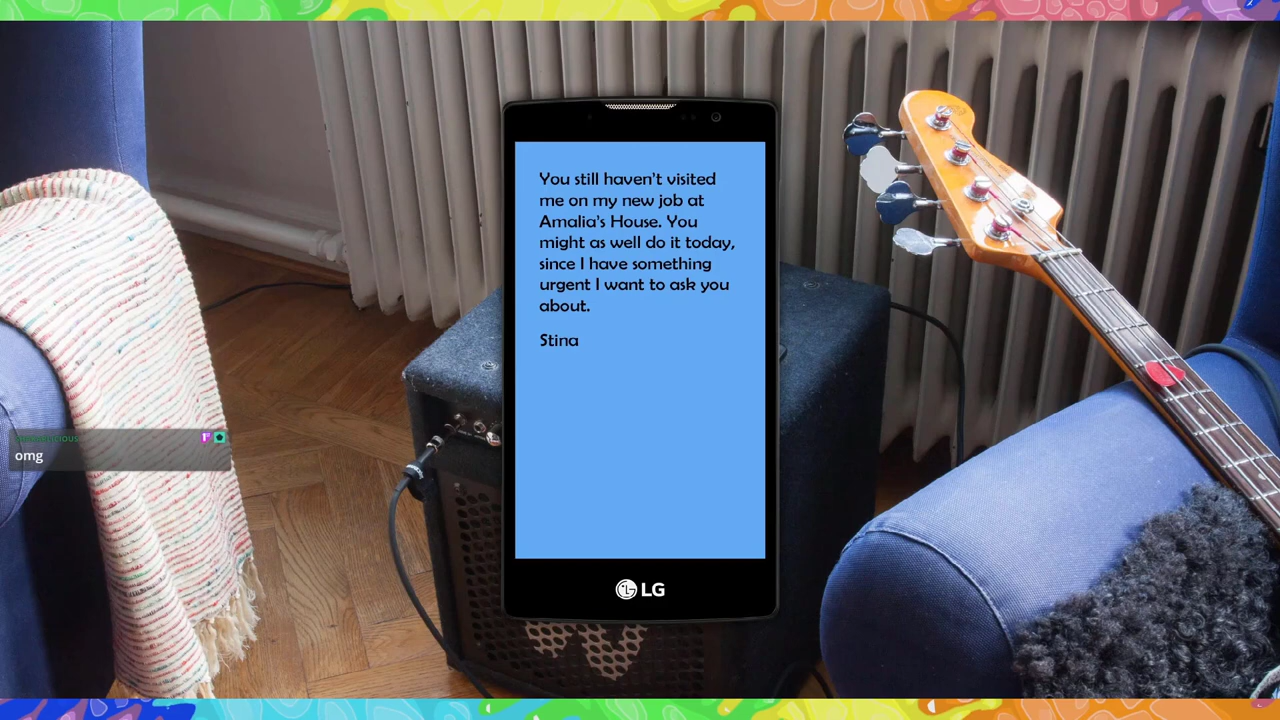 You still haven't visited
me on my new job at
Amalia's House. You
might as well do it today,
since I have something
urgent I want to ask you
about.
Stina
omg
LG